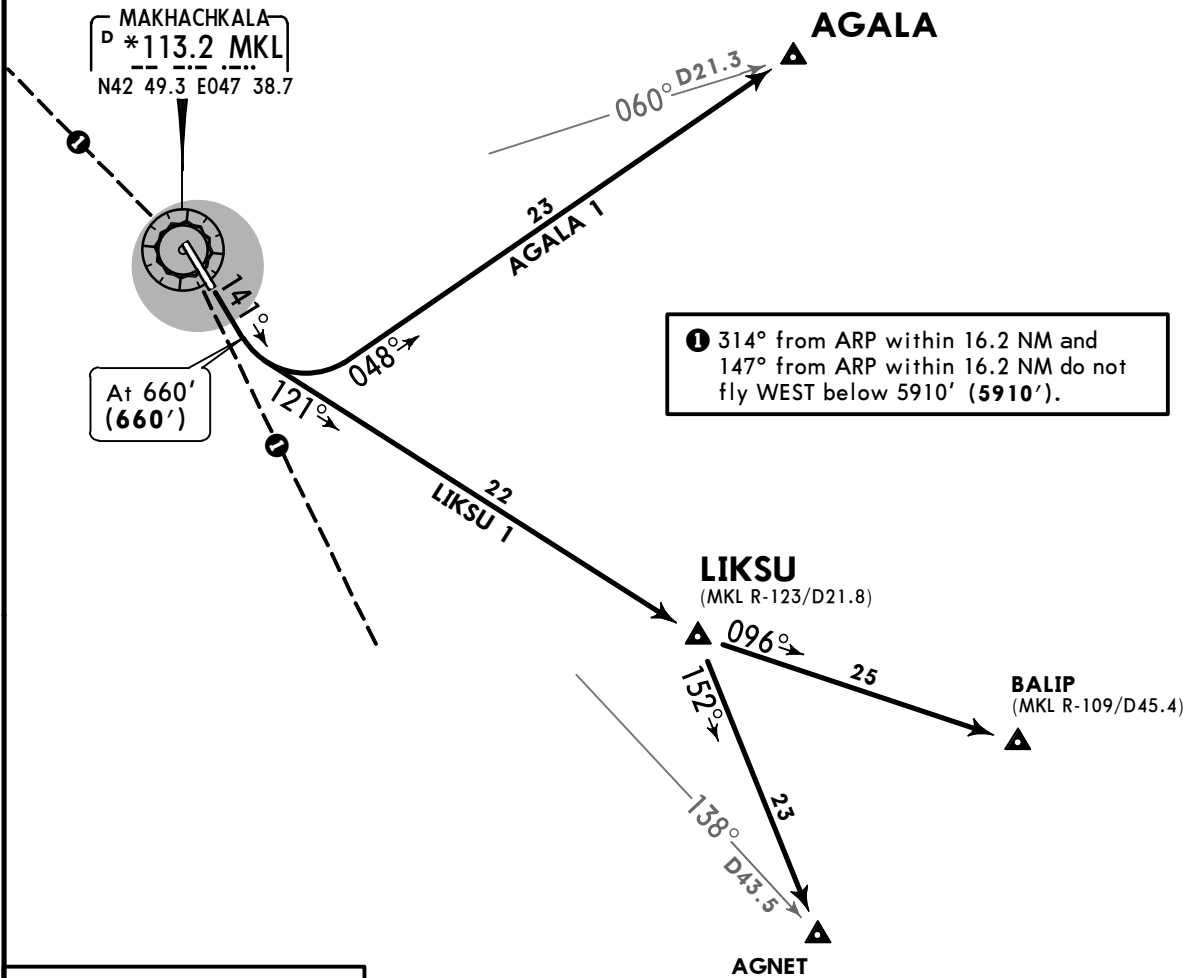 MAKHACHKALA
D *113.2 MKL
N42 49.3 E047 38.7
AGALA
060° D21.3
1
23
AGALA 1
141°
048°
At 660'
(660')
121°
1
1 314° from ARP within 16.2 NM and
147° from ARP within 16.2 NM do not
fly WEST below 5910' (5910').
22
LIKSU 1
LIKSU
(MKL R-123/D21.8)
096°
25
BALIP
(MKL R-109/D45.4)
152°
23
138°
D43.5
AGNET